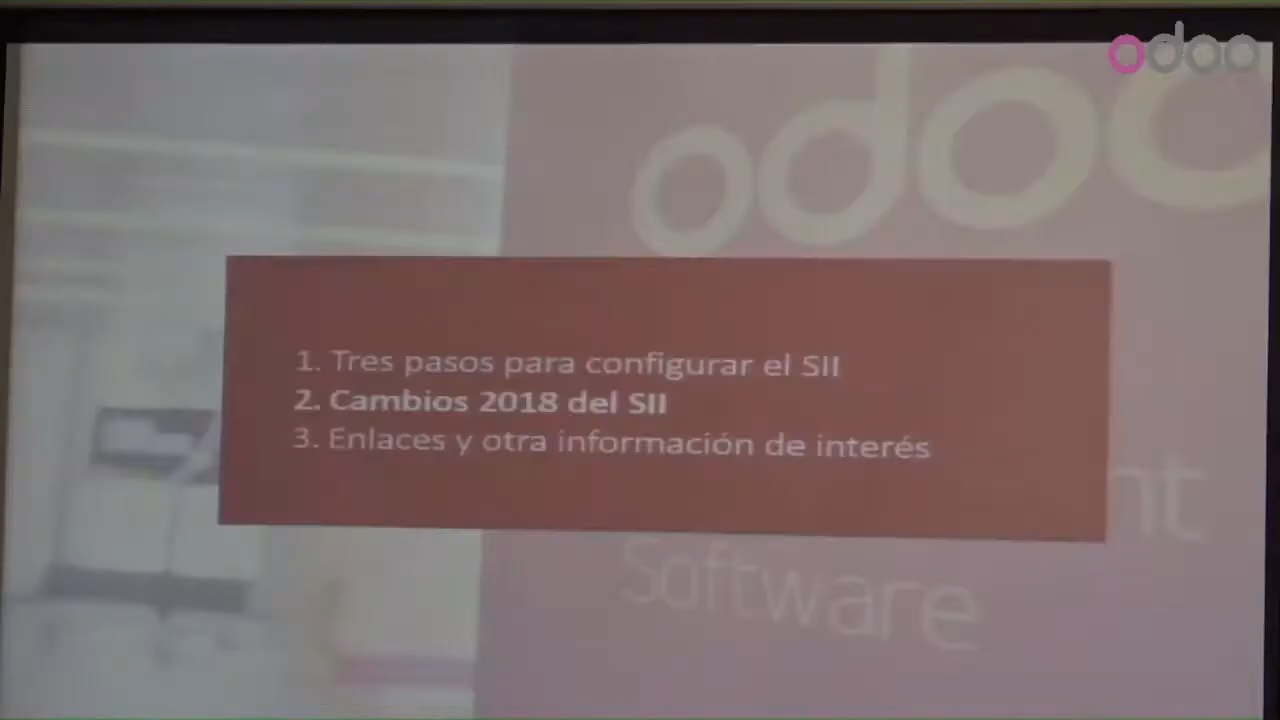 odoo
odoo
1. Tres pasos para configurar el SII
2. Cambios 2018 del SII
3. Enlaces y otra información de interés
nt
Software